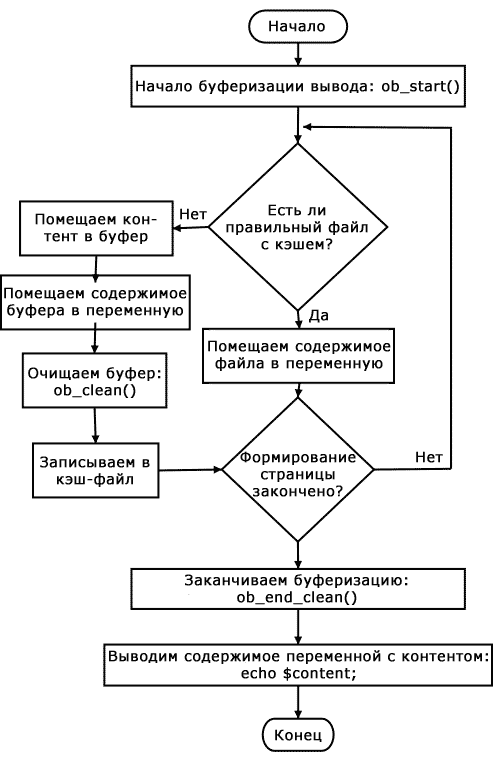 Начало
Начало буферизации вывода: ob_start()
Есть ли
правильный файл
с кэшем?
Нет
Помещаем кон-
тент в буфер
Помещаем содержимое
буфера в переменную
Очищаем буфер:
ob_clean()
Записываем в
кэш-файл
Да
Помещаем содержимое
файла в переменную
Формирование
страницы
закончено?
Нет
Заканчиваем буферизацию:
ob_end_clean()
Выводим содержимое переменной с контентом:
echo $content;
Конец